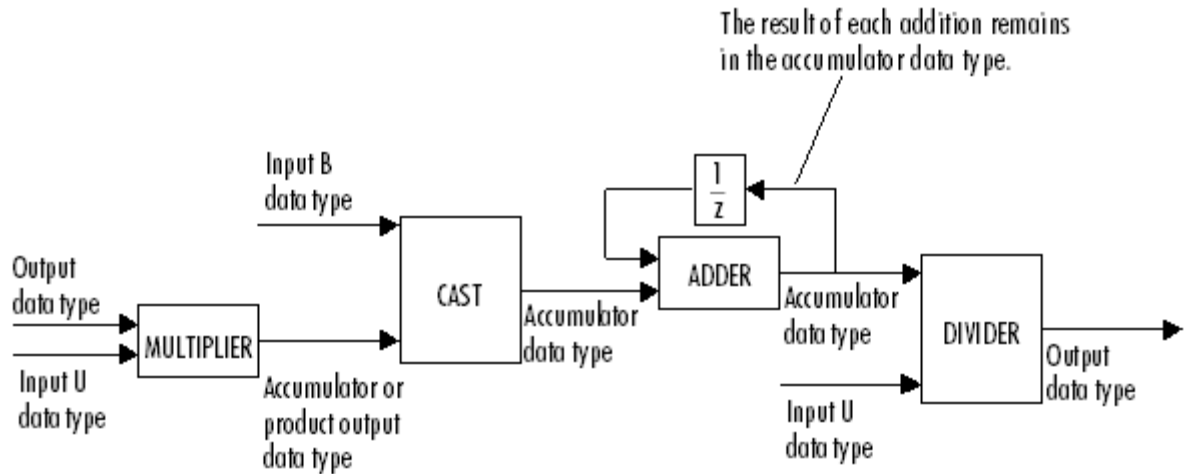 The result of each addition remains
in the accumulator data type.
Input B
data type
1
z
Output
data type
CAST
ADDER
MULTIPLIER
Accumulator
data type
Accumulator
data type
DIVIDER
Input U
data type
Accumulator or
product output
data type
Input U
data type
Output
data type